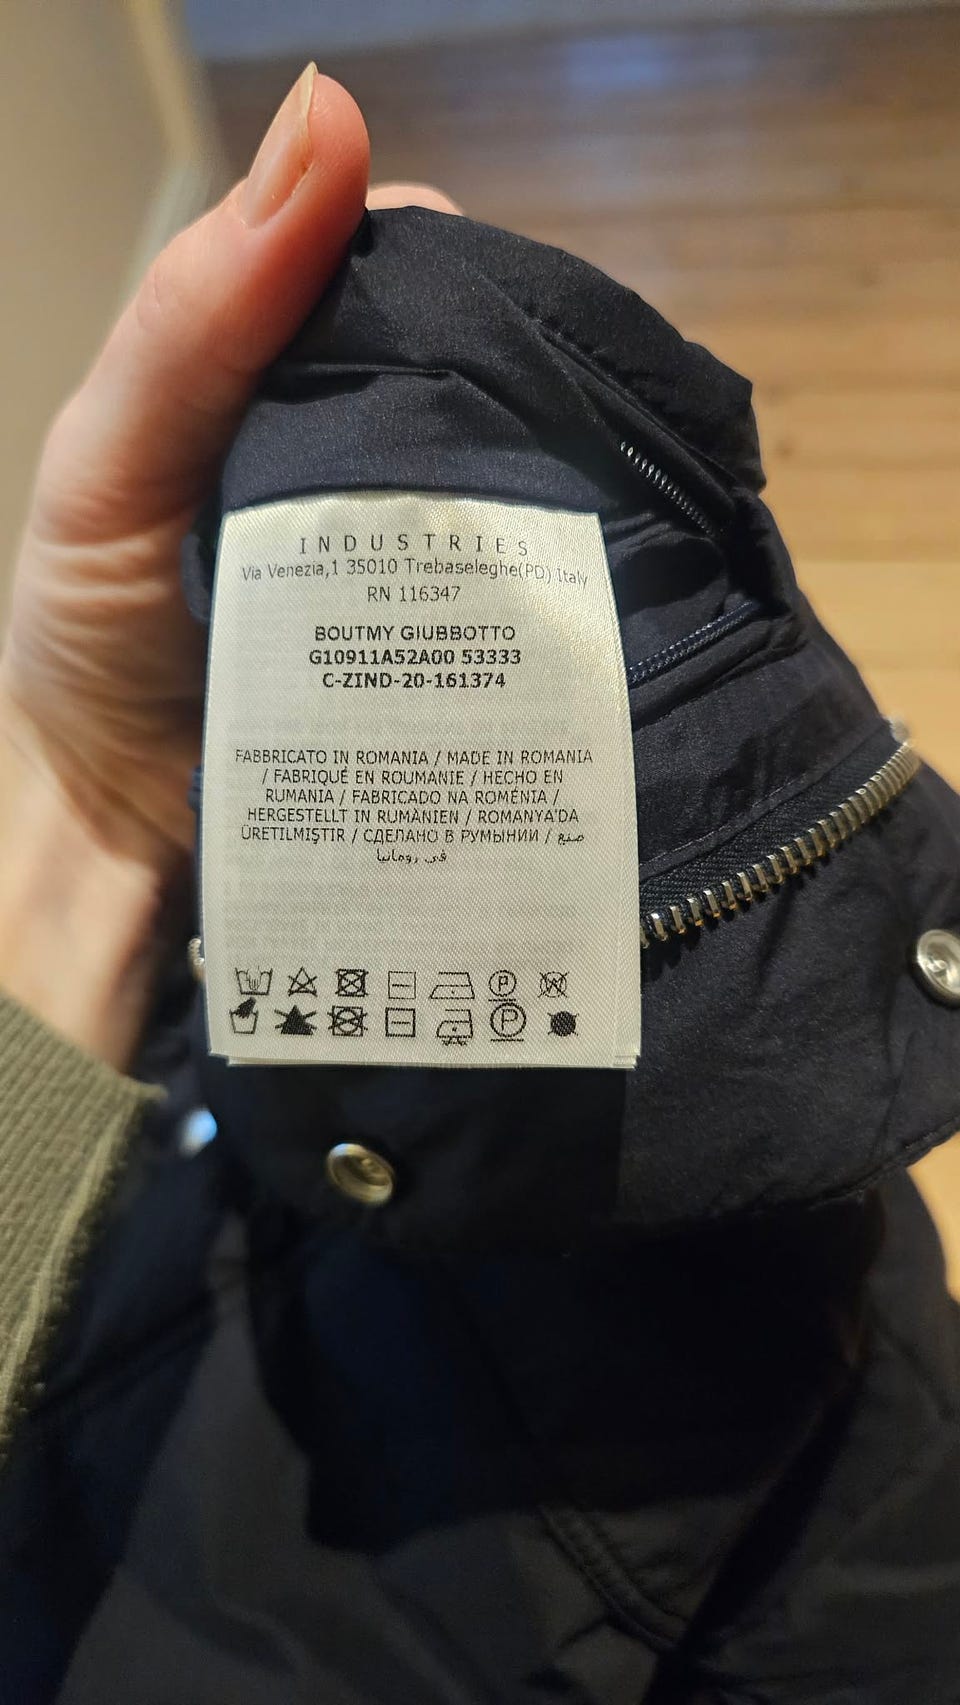 INDUSTRIES
Via Venezia,1 35010 Trebaseleghe(PD) Italy
RN 116347
BOUTMY GIUBBOTTO
G10911A52A00 53333
C-ZIND-20-161374
FABBRICATO IN ROMANIA / MADE IN ROMANIA
/ FABRIQUÉ EN ROUMANIE / HECHO EN
RUMANIA / FABRICADO NA ROMÉNIA /
HERGESTELLT IN RUMÄNIEN / ROMANYA'DA
ÜRETILMIŞTIR / СДЕЛАНО В РУМЫНИИ / صنع
في رومانيا
P W
P